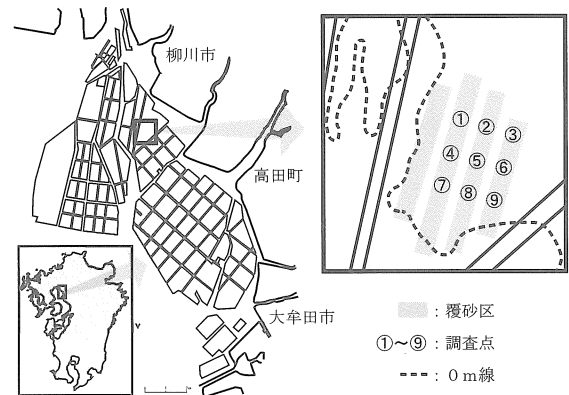 柳川市
高田町
大牟田市
① ② ③
④ ⑤ ⑥
⑦ ⑧ ⑨
：覆砂区
①～⑨：調査点
：０ｍ線